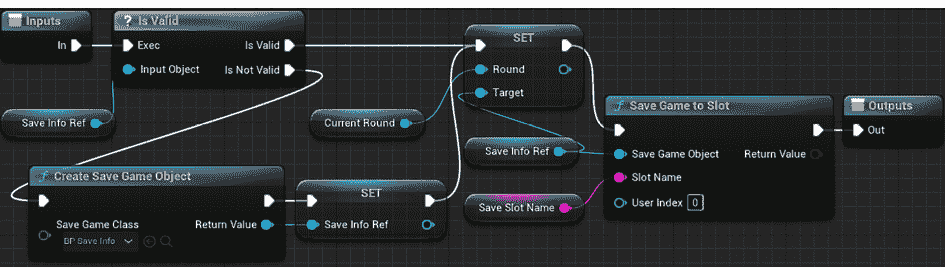 Inputs
In
? Is Valid
Exec
Is Valid
Input Object
Is Not Valid
Save Info Ref
f Create Save Game Object
Save Game Class
Return Value
BP Save Info
SET
Save Info Ref
Current Round
SET
Round
Target
Save Info Ref
Save Slot Name
f Save Game to Slot
Save Game Object
Return Value
Slot Name
User Index 0
Outputs
Out